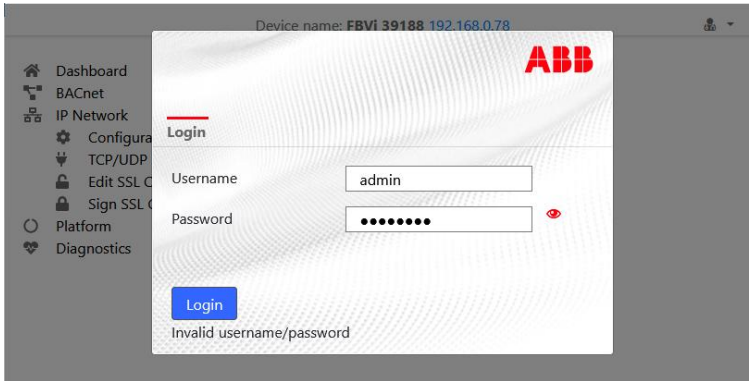 Device name: FBVi 39188 192.168.0.78
ABB
Dashboard
BACnet
IP Network
Configura
TCP/UDP
Edit SSL C
Sign SSL C
Platform
Diagnostics
Login
Username admin
Password ●●●●●●●●
Login
Invalid username/password